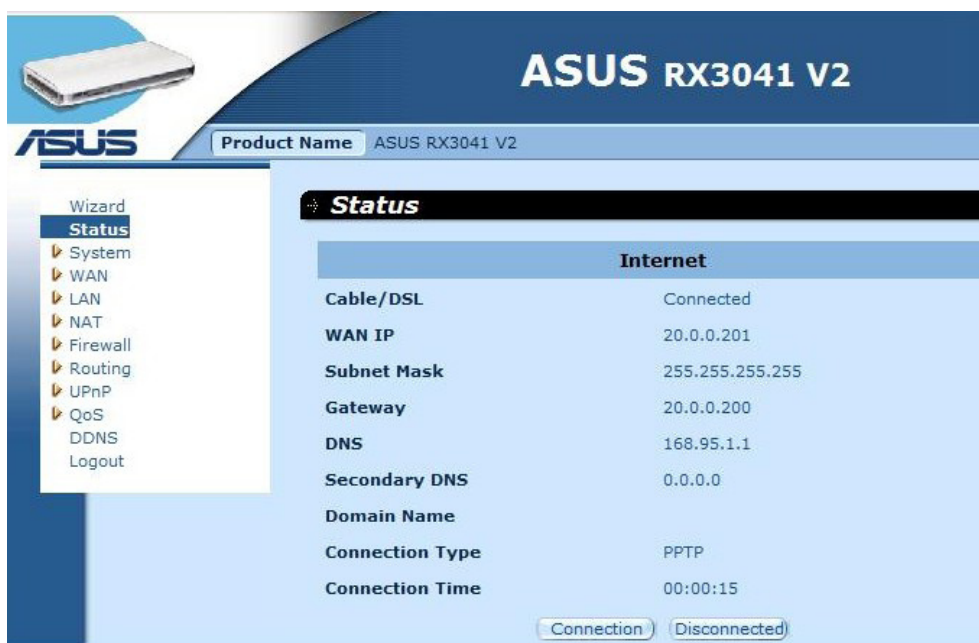 ASUS RX3041 V2
ASUS
Product Name ASUS RX3041 V2
Wizard
Status
System
WAN
LAN
NAT
Firewall
Routing
UPnP
QoS
DDNS
Logout
Status
Internet
Cable/DSL Connected
WAN IP 20.0.0.201
Subnet Mask 255.255.255.255
Gateway 20.0.0.200
DNS 168.95.1.1
Secondary DNS 0.0.0.0
Domain Name
Connection Type PPTP
Connection Time 00:00:15
Connection Disconnected